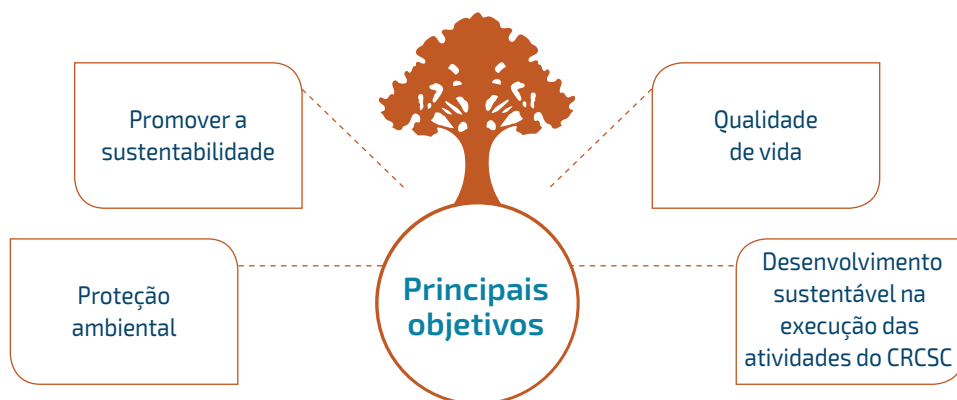 Promover a
sustentabilidade
Qualidade
de vida
Proteção
ambiental
Principais
objetivos
Desenvolvimento
sustentável na
execução das
atividades do CRCSC